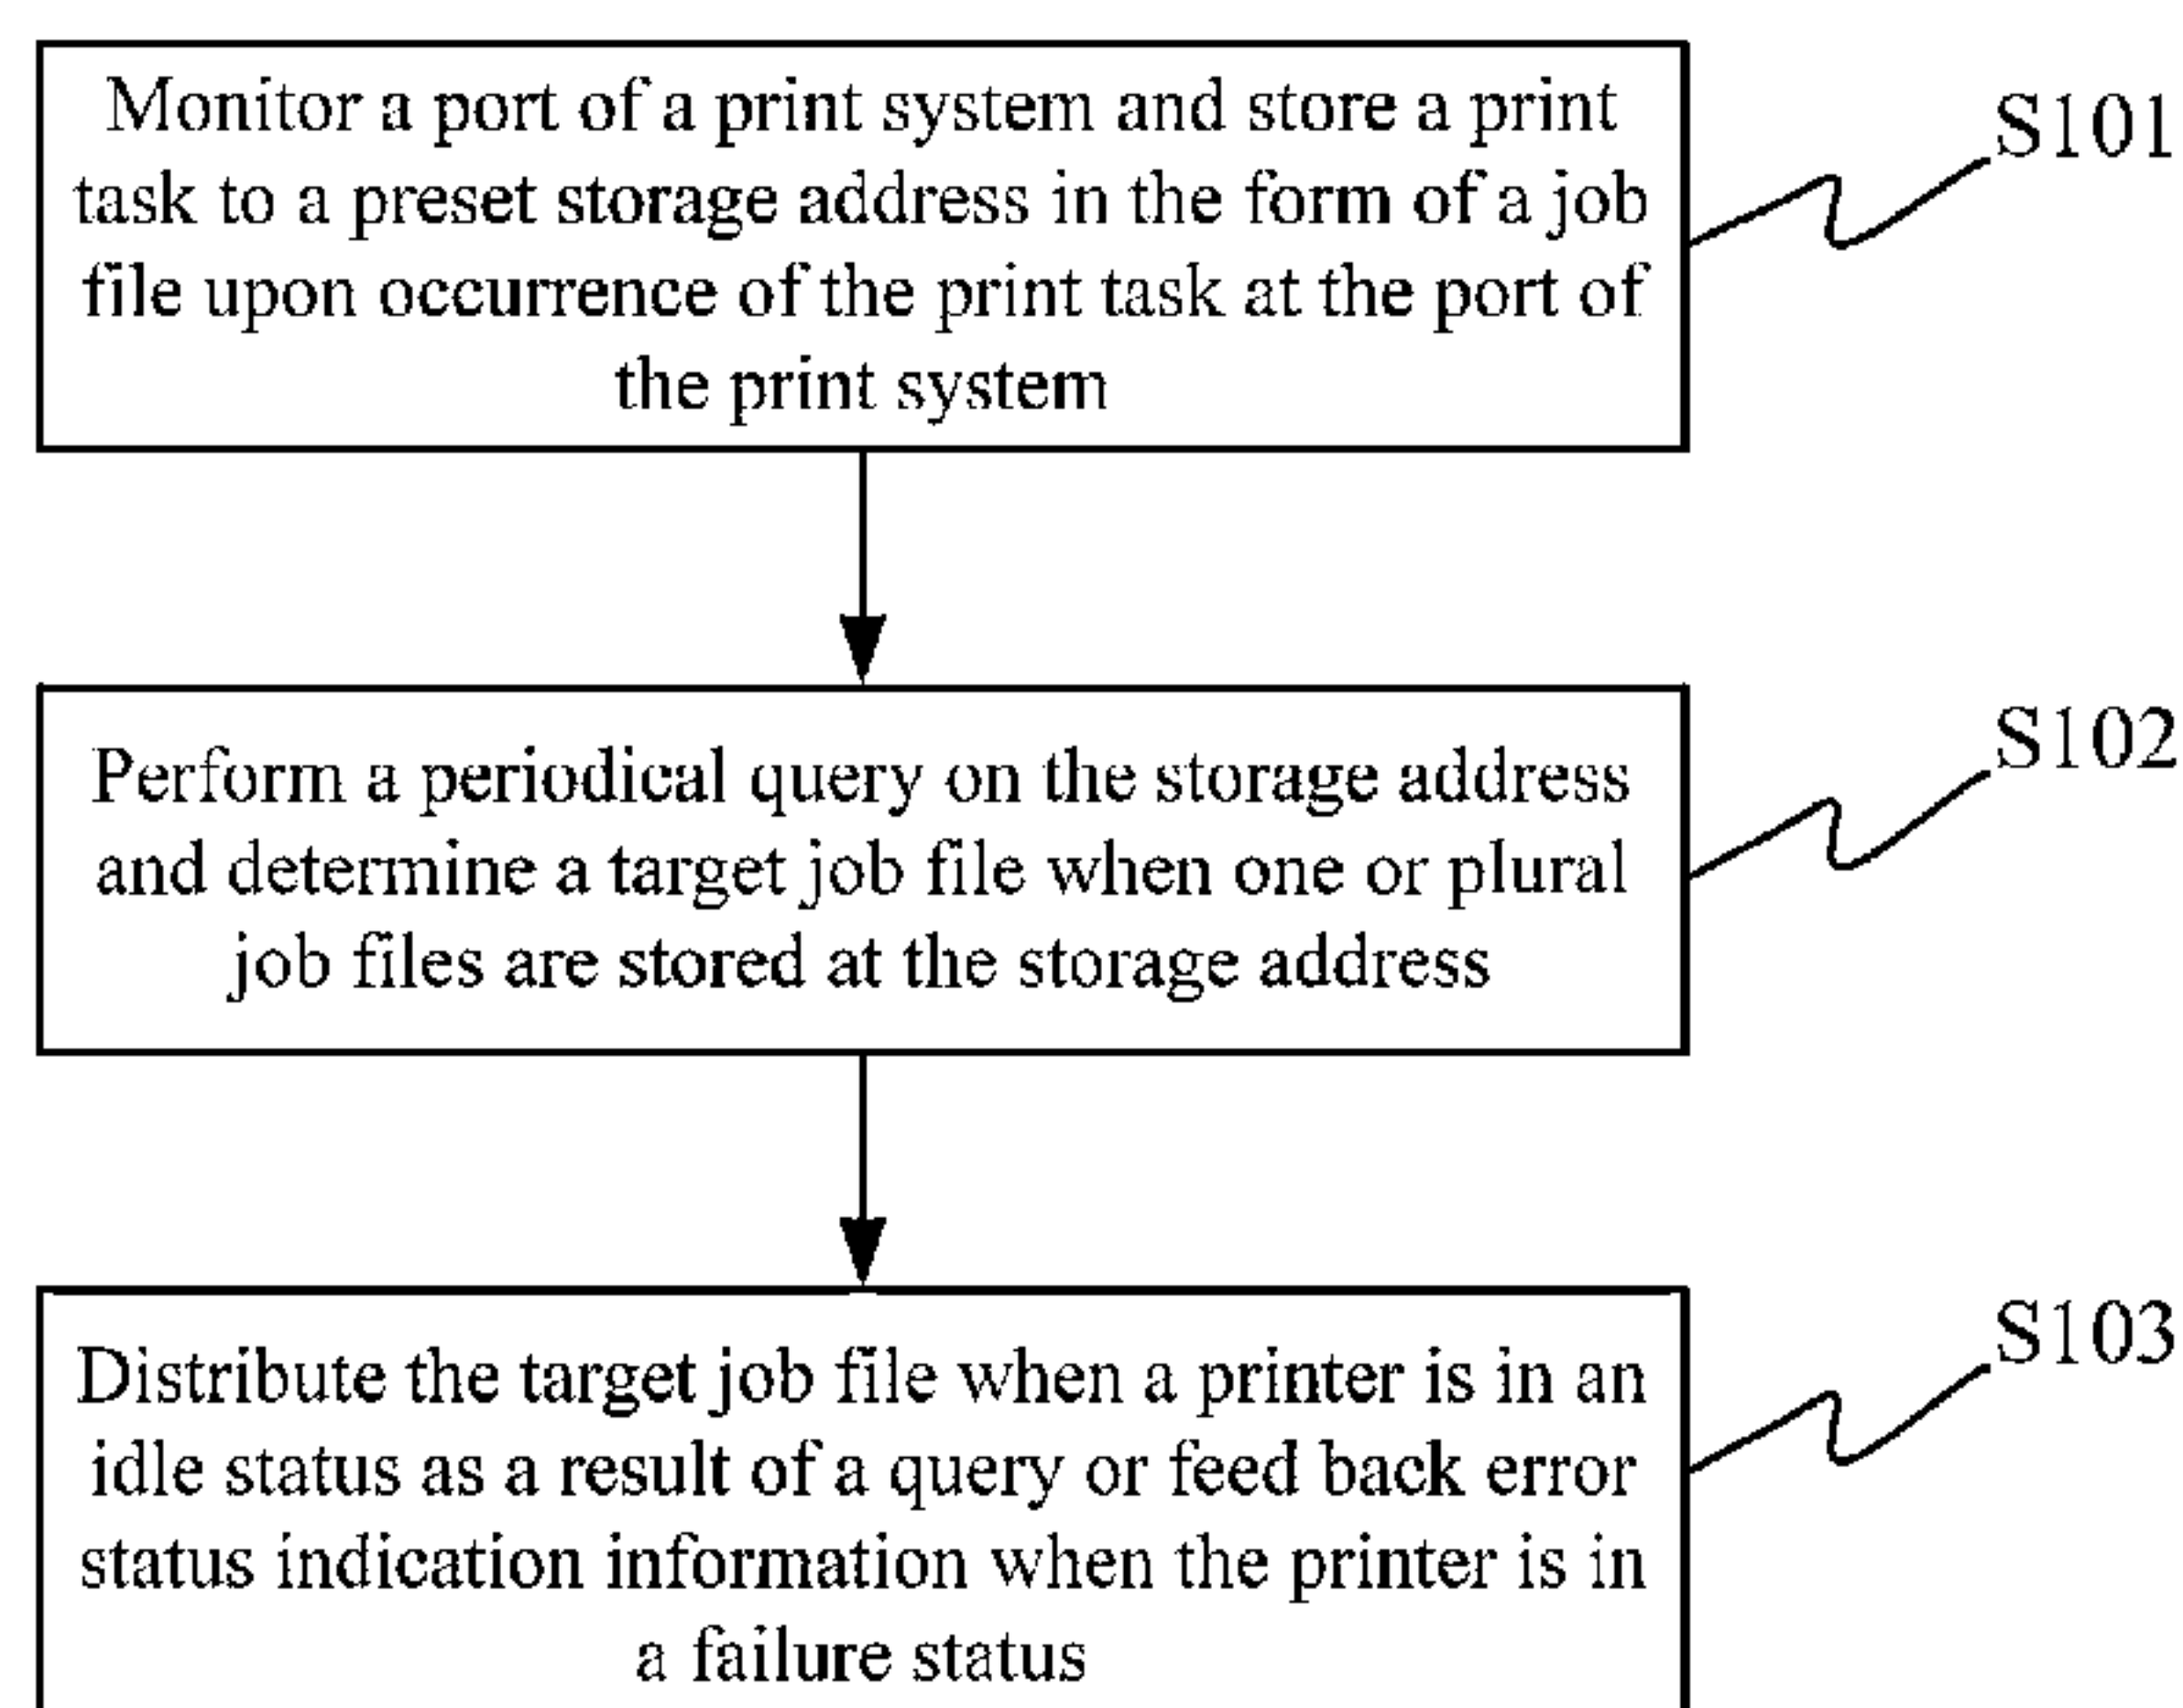 Monitor a port of a print system and store a print
task to a preset storage address in the form of a job
file upon occurrence of the print task at the port of
the print system
S101
Perform a periodical query on the storage address
and determine a target job file when one or plural
job files are stored at the storage address
S102
Distribute the target job file when a printer is in an
idle status as a result of a query or feed back error
status indication information when the printer is in
a failure status
S103